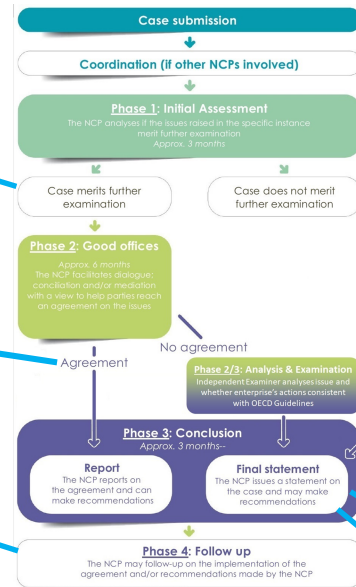 Case submission
Coordination (if other NCPs involved)
Phase 1: Initial Assessment
The NCP analyses if the issues raised in the specific instance
merit further examination
Approx. 3 months
Case merits further
examination
Case does not merit
further examination
Phase 2: Good offices
Approx. 6 months
The NCP facilitates dialogue:
conciliation and/or mediation
with a view to help parties reach
an agreement on the issues
No agreement
Agreement
Phase 2/3: Analysis & Examination
Independent Examiner analyses issue and
whether enterprise's actions consistent
with OECD Guidelines
Phase 3: Conclusion
Approx. 3 months--
Report
The NCP reports on
the agreement and can
make recommendations
Final statement
The NCP issues a statement on
the case and may make
recommendations
Phase 4: Follow up
The NCP may follow-up on the implementation of the
agreement and/or recommendations made by the NCP